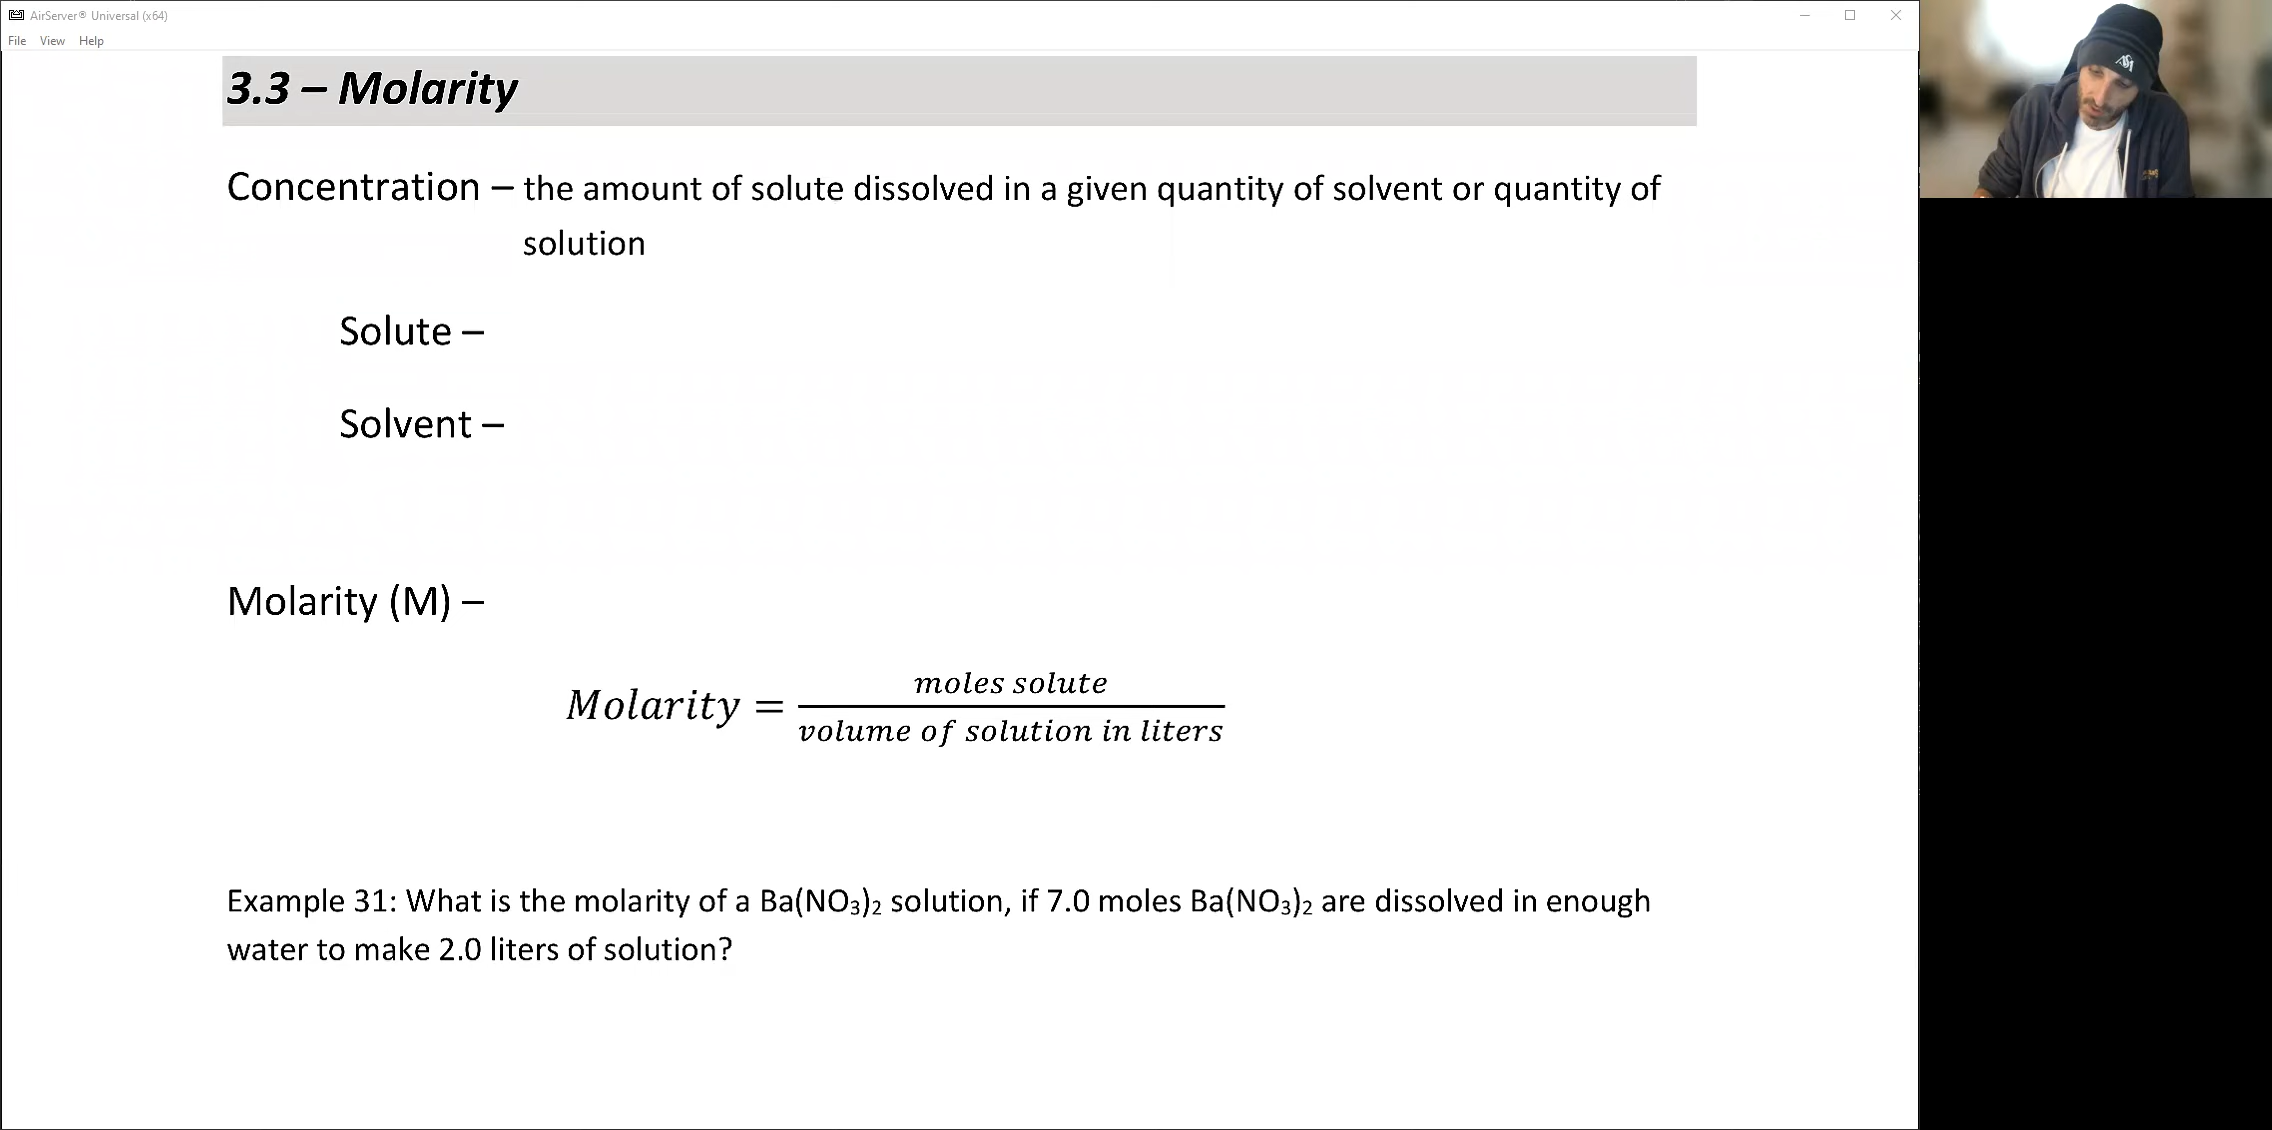 AirServer® Universal (x64)
File View Help
3.3 – Molarity
Concentration – the amount of solute dissolved in a given quantity of solvent or quantity of
solution
Solute –
Solvent –
Molarity (M) –
Molarity = moles solute / volume of solution in liters
Example 31: What is the molarity of a Ba(NO₃)₂ solution, if 7.0 moles Ba(NO₃)₂ are dissolved in enough
water to make 2.0 liters of solution?